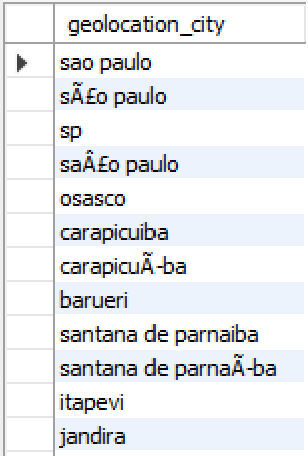 geolocation_city
sao paulo
sÃ£o paulo
sp
saÂ£o paulo
osasco
carapicuiba
carapicuÃ-ba
barueri
santana de parnaiba
santana de parnaÃ-ba
itapevi
jandira